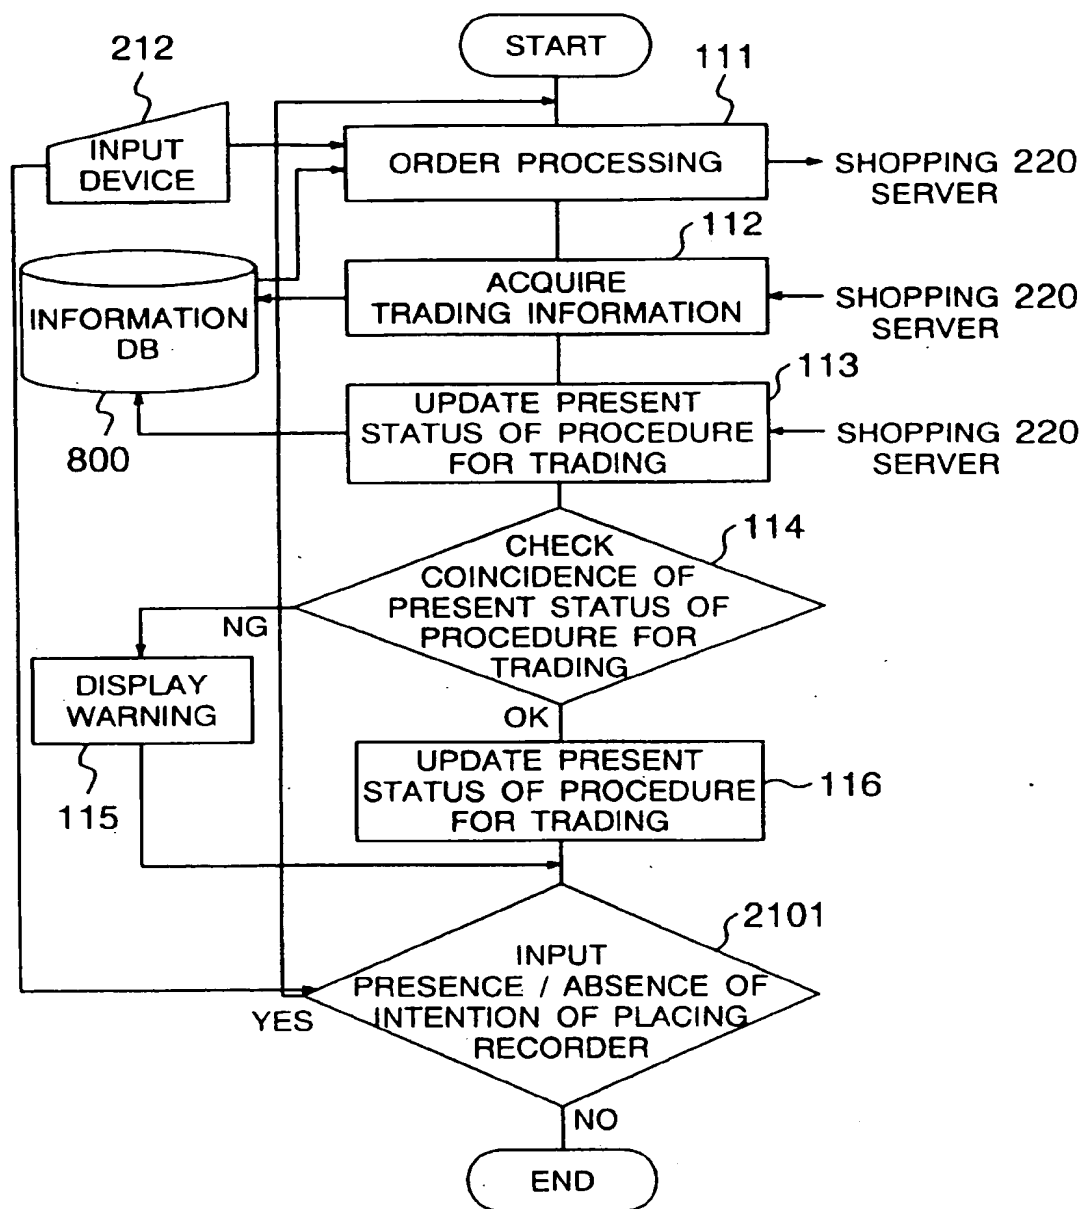 START
212
111
INPUT
DEVICE
ORDER PROCESSING
SHOPPING 220
SERVER
112
INFORMATION
DB
ACQUIRE
TRADING INFORMATION
SHOPPING 220
SERVER
113
800
UPDATE PRESENT
STATUS OF PROCEDURE
FOR TRADING
SHOPPING 220
SERVER
114
CHECK
COINCIDENCE OF
PRESENT STATUS OF
PROCEDURE FOR
TRADING
NG
DISPLAY
WARNING
115
OK
UPDATE PRESENT
STATUS OF PROCEDURE
FOR TRADING
116
2101
INPUT
PRESENCE / ABSENCE OF
INTENTION OF PLACING
RECORDER
YES
NO
END